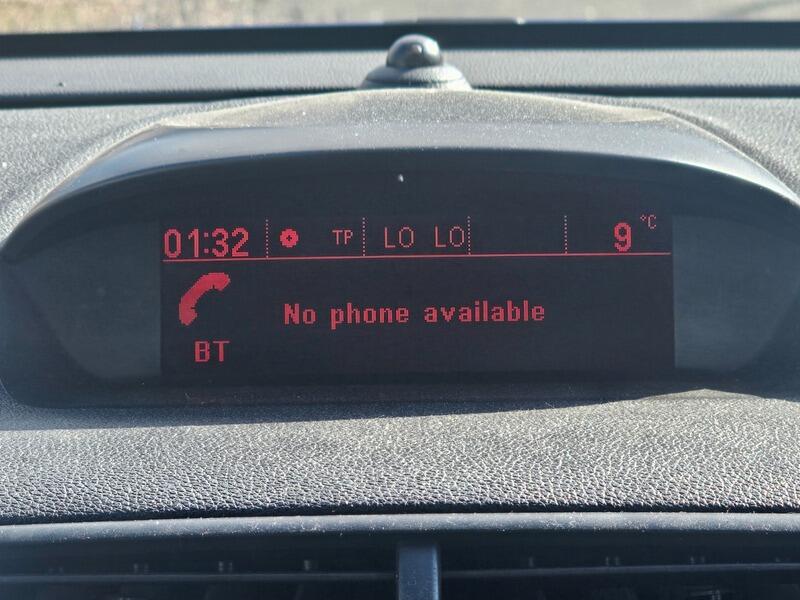 01:32 TP LO LO 9 °C
No phone available
BT